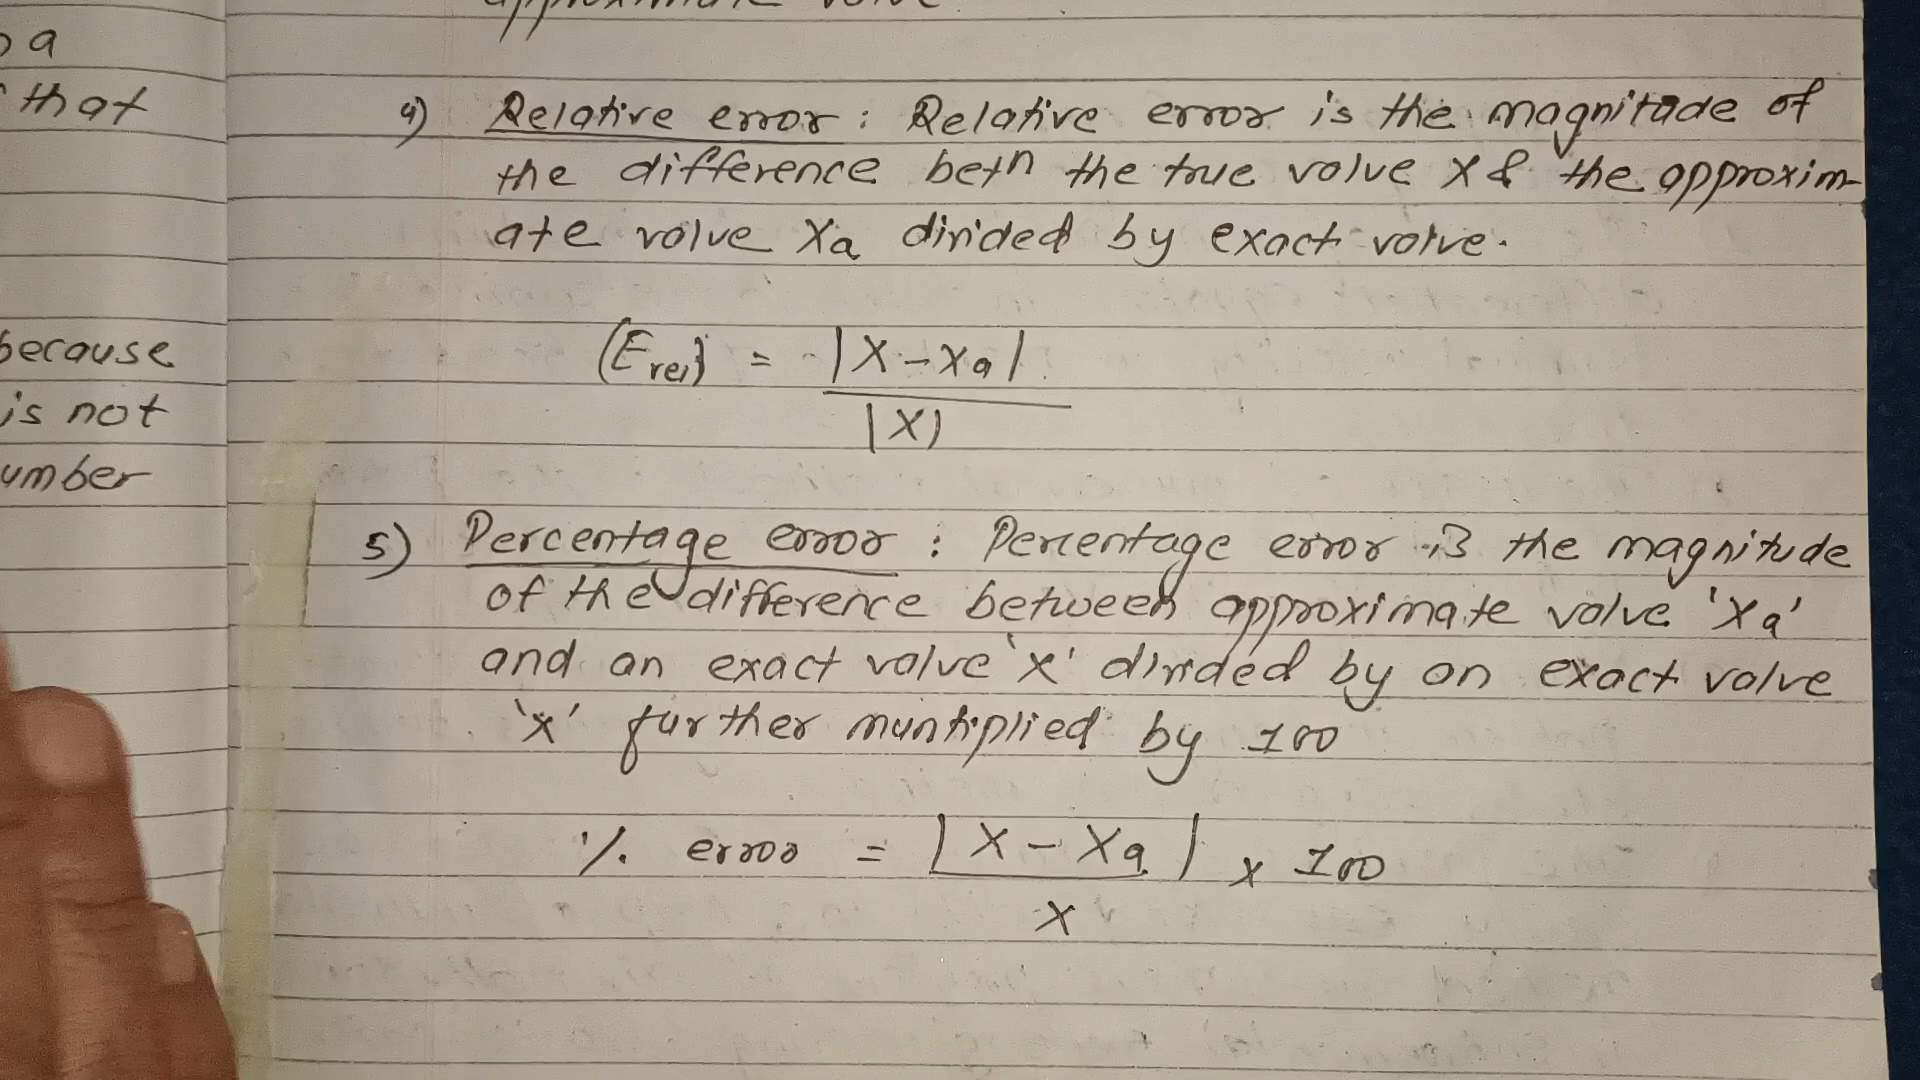 approximate value
a
that
because
is not
umber
4) Relative error : Relative error is the magnitude of
the difference betn the true value X & the approxim-
ate value Xa divided by exact value.
(Erel) = |X - Xa|
|X|
5) Percentage error : Percentage error is the magnitude
of the difference between approximate value 'Xa'
and an exact value 'x' divided by an exact value
'x' further muntiplied by 100
% error = |X - Xa| x 100
X